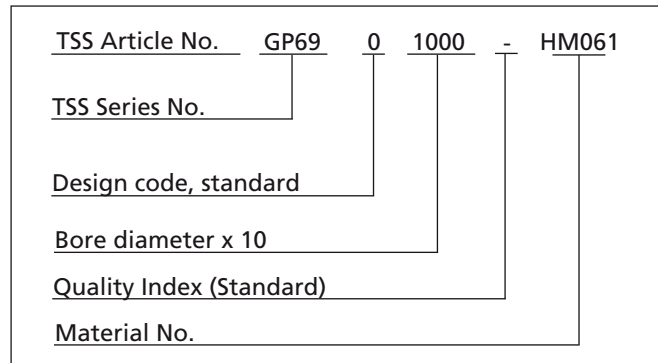 TSS Article No. GP69 0 1000 - HM061
TSS Series No.
Design code, standard
Bore diameter x 10
Quality Index (Standard)
Material No.